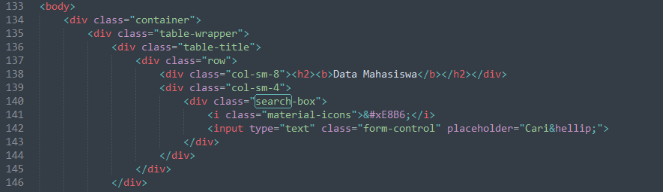 133 <body>
134 <div class="container">
135 <div class="table-wrapper">
136 <div class="table-title">
137 <div class="row">
138 <div class="col-sm-8"><h2><b>Data Mahasiswa</b></h2></div>
139 <div class="col-sm-4">
140 <div class="search-box">
141 <i class="material-icons">&#xE8B6;</i>
142 <input type="text" class="form-control" placeholder="Cari&hellip;">
143 </div>
144 </div>
145 </div>
146 </div>